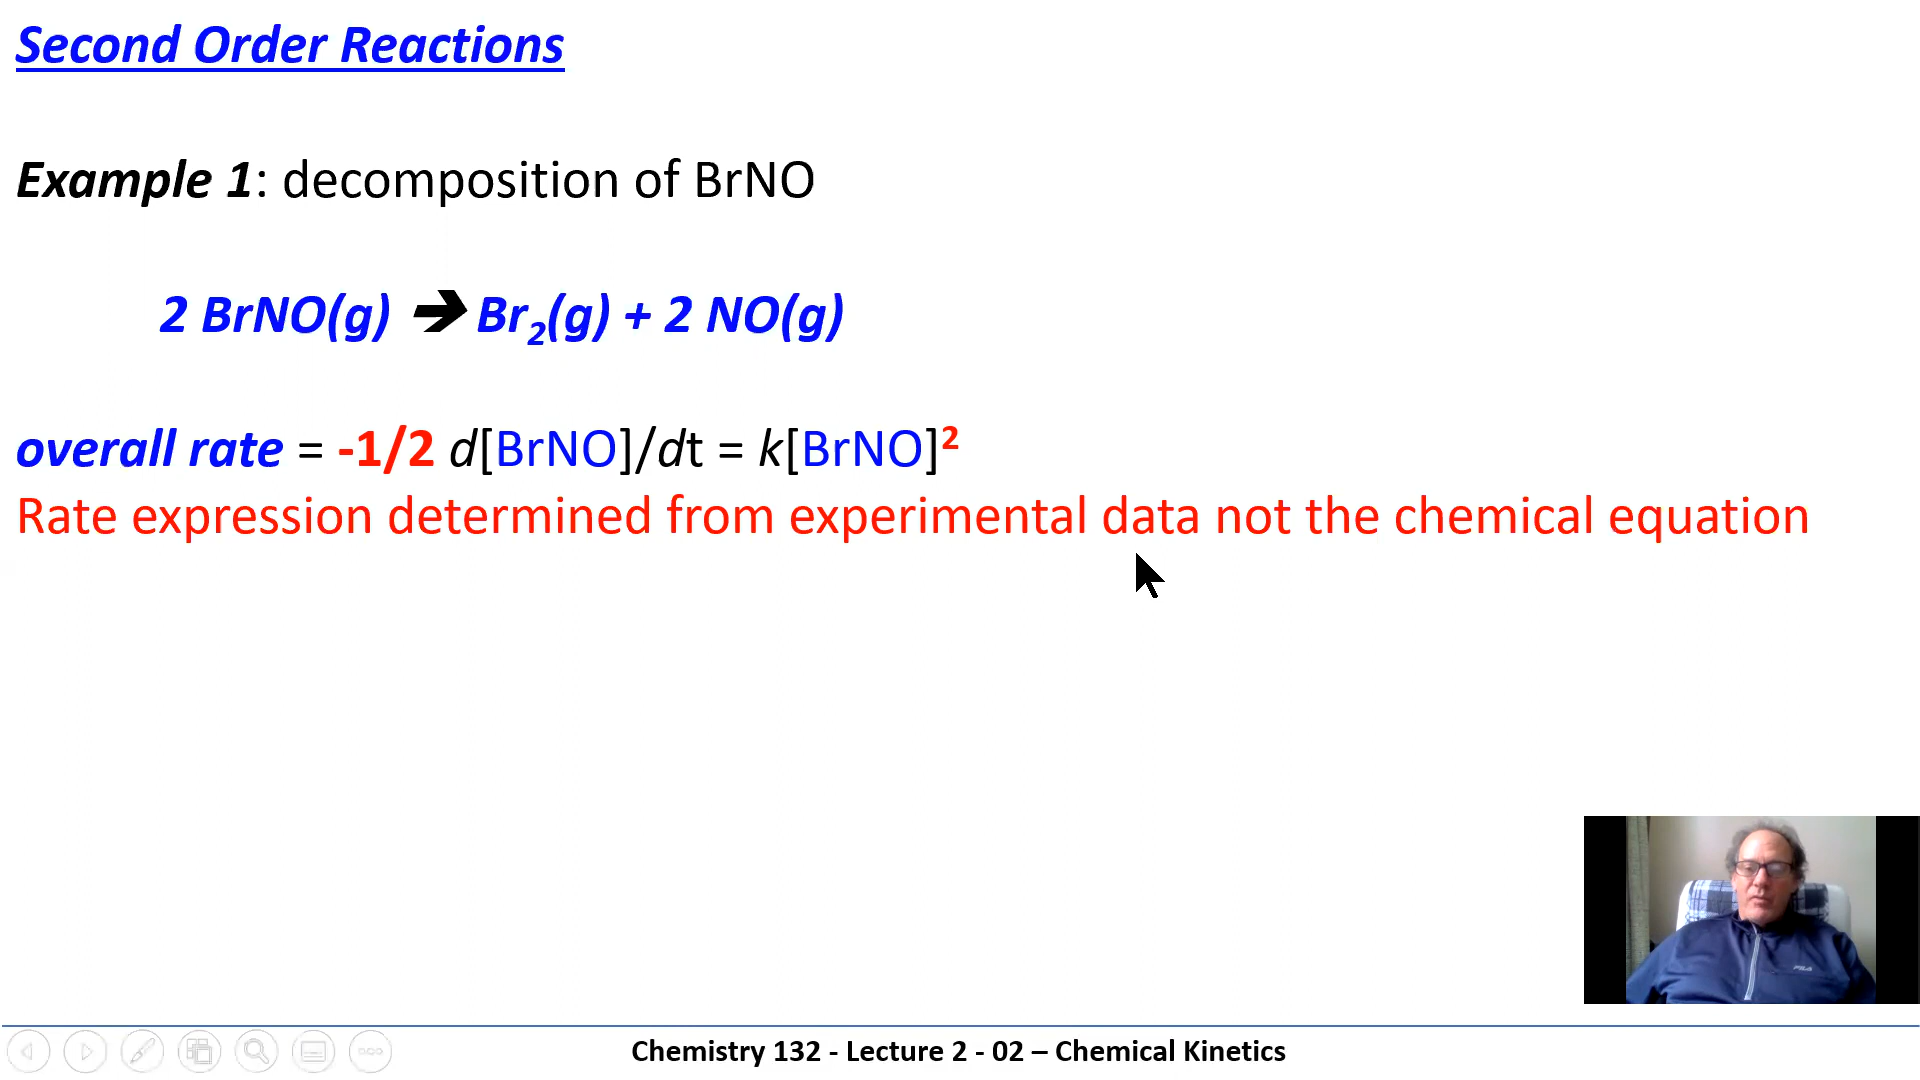 Second Order Reactions
Example 1: decomposition of BrNO
2 BrNO(g) → Br₂(g) + 2 NO(g)
overall rate = -1/2 d[BrNO]/dt = k[BrNO]²
Rate expression determined from experimental data not the chemical equation
FILA
Chemistry 132 - Lecture 2 - 02 – Chemical Kinetics